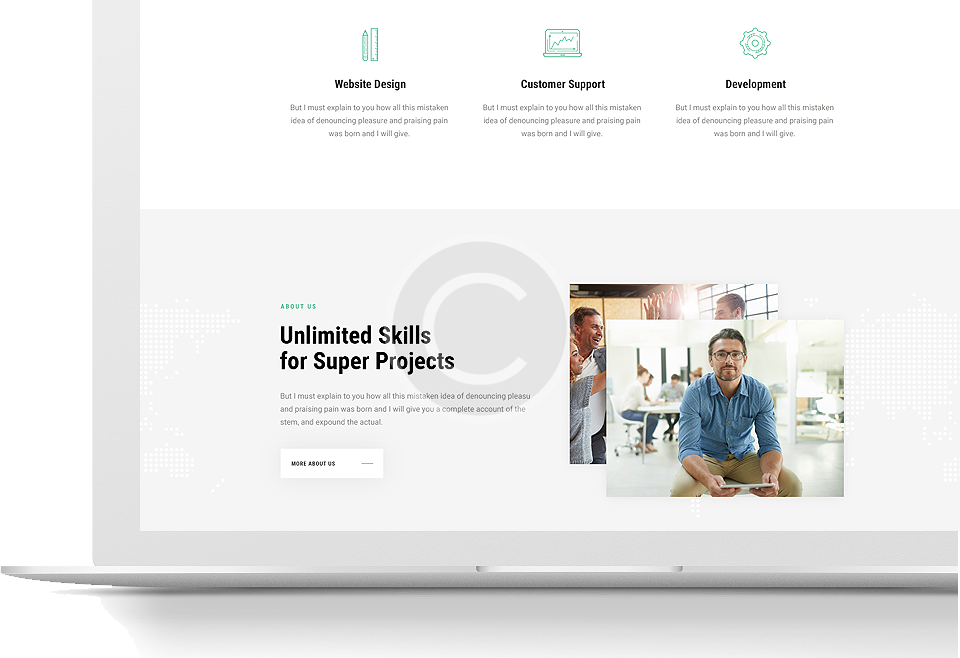 Website Design
But I must explain to you how all this mistaken
idea of denouncing pleasure and praising pain
was born and I will give.
Customer Support
But I must explain to you how all this mistaken
idea of denouncing pleasure and praising pain
was born and I will give.
Development
But I must explain to you how all this mistaken
idea of denouncing pleasure and praising pain
was born and I will give.
ABOUT US
Unlimited Skills
for Super Projects
But I must explain to you how all this mistaken idea of denouncing pleasu
and praising pain was born and I will give you a complete account of the
stem, and expound the actual.
MORE ABOUT US
C